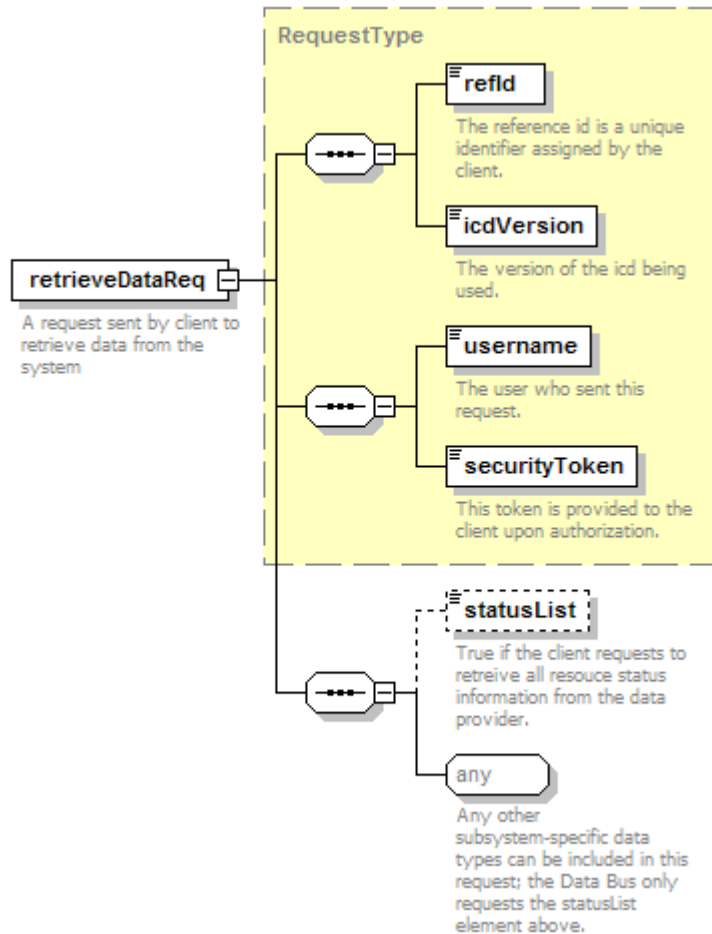 RequestType
refId
The reference id is a unique
identifier assigned by the
client.
icdVersion
The version of the icd being
used.
retrieveDataReq
A request sent by client to
retrieve data from the
system
username
The user who sent this
request.
securityToken
This token is provided to the
client upon authorization.
statusList
True if the client requests to
retreive all resouce status
information from the data
provider.
any
Any other
subsystem-specific data
types can be included in this
request; the Data Bus only
requests the statusList
element above.